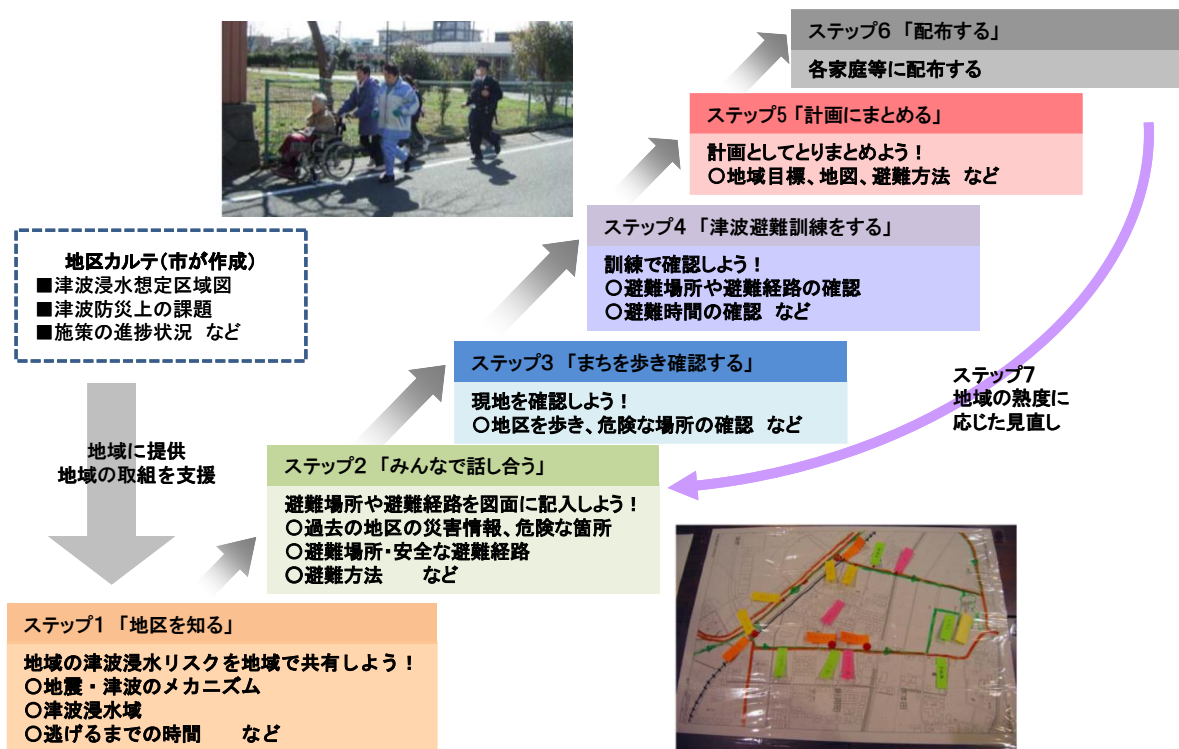 ステップ6 「配布する」
各家庭等に配布する
ステップ5 「計画にまとめる」
計画としてとりまとめよう！
○地域目標、地図、避難方法 など
ステップ4 「津波避難訓練をする」
訓練で確認しよう！
○避難場所や避難経路の確認
○避難時間の確認 など
地区カルテ（市が作成）
■津波浸水想定区域図
■津波防災上の課題
■施策の進捗状況 など
ステップ3 「まちを歩き確認する」
現地を確認しよう！
○地区を歩き、危険な場所の確認 など
ステップ7
地域の熟度に
応じた見直し
地域に提供
地域の取組を支援
ステップ2 「みんなで話し合う」
避難場所や避難経路を図面に記入しよう！
○過去の地区の災害情報、危険な箇所
○避難場所・安全な避難経路
○避難方法 など
ステップ1 「地区を知る」
地域の津波浸水リスクを地域で共有しよう！
○地震・津波のメカニズム
○津波浸水域
○逃げるまでの時間 など